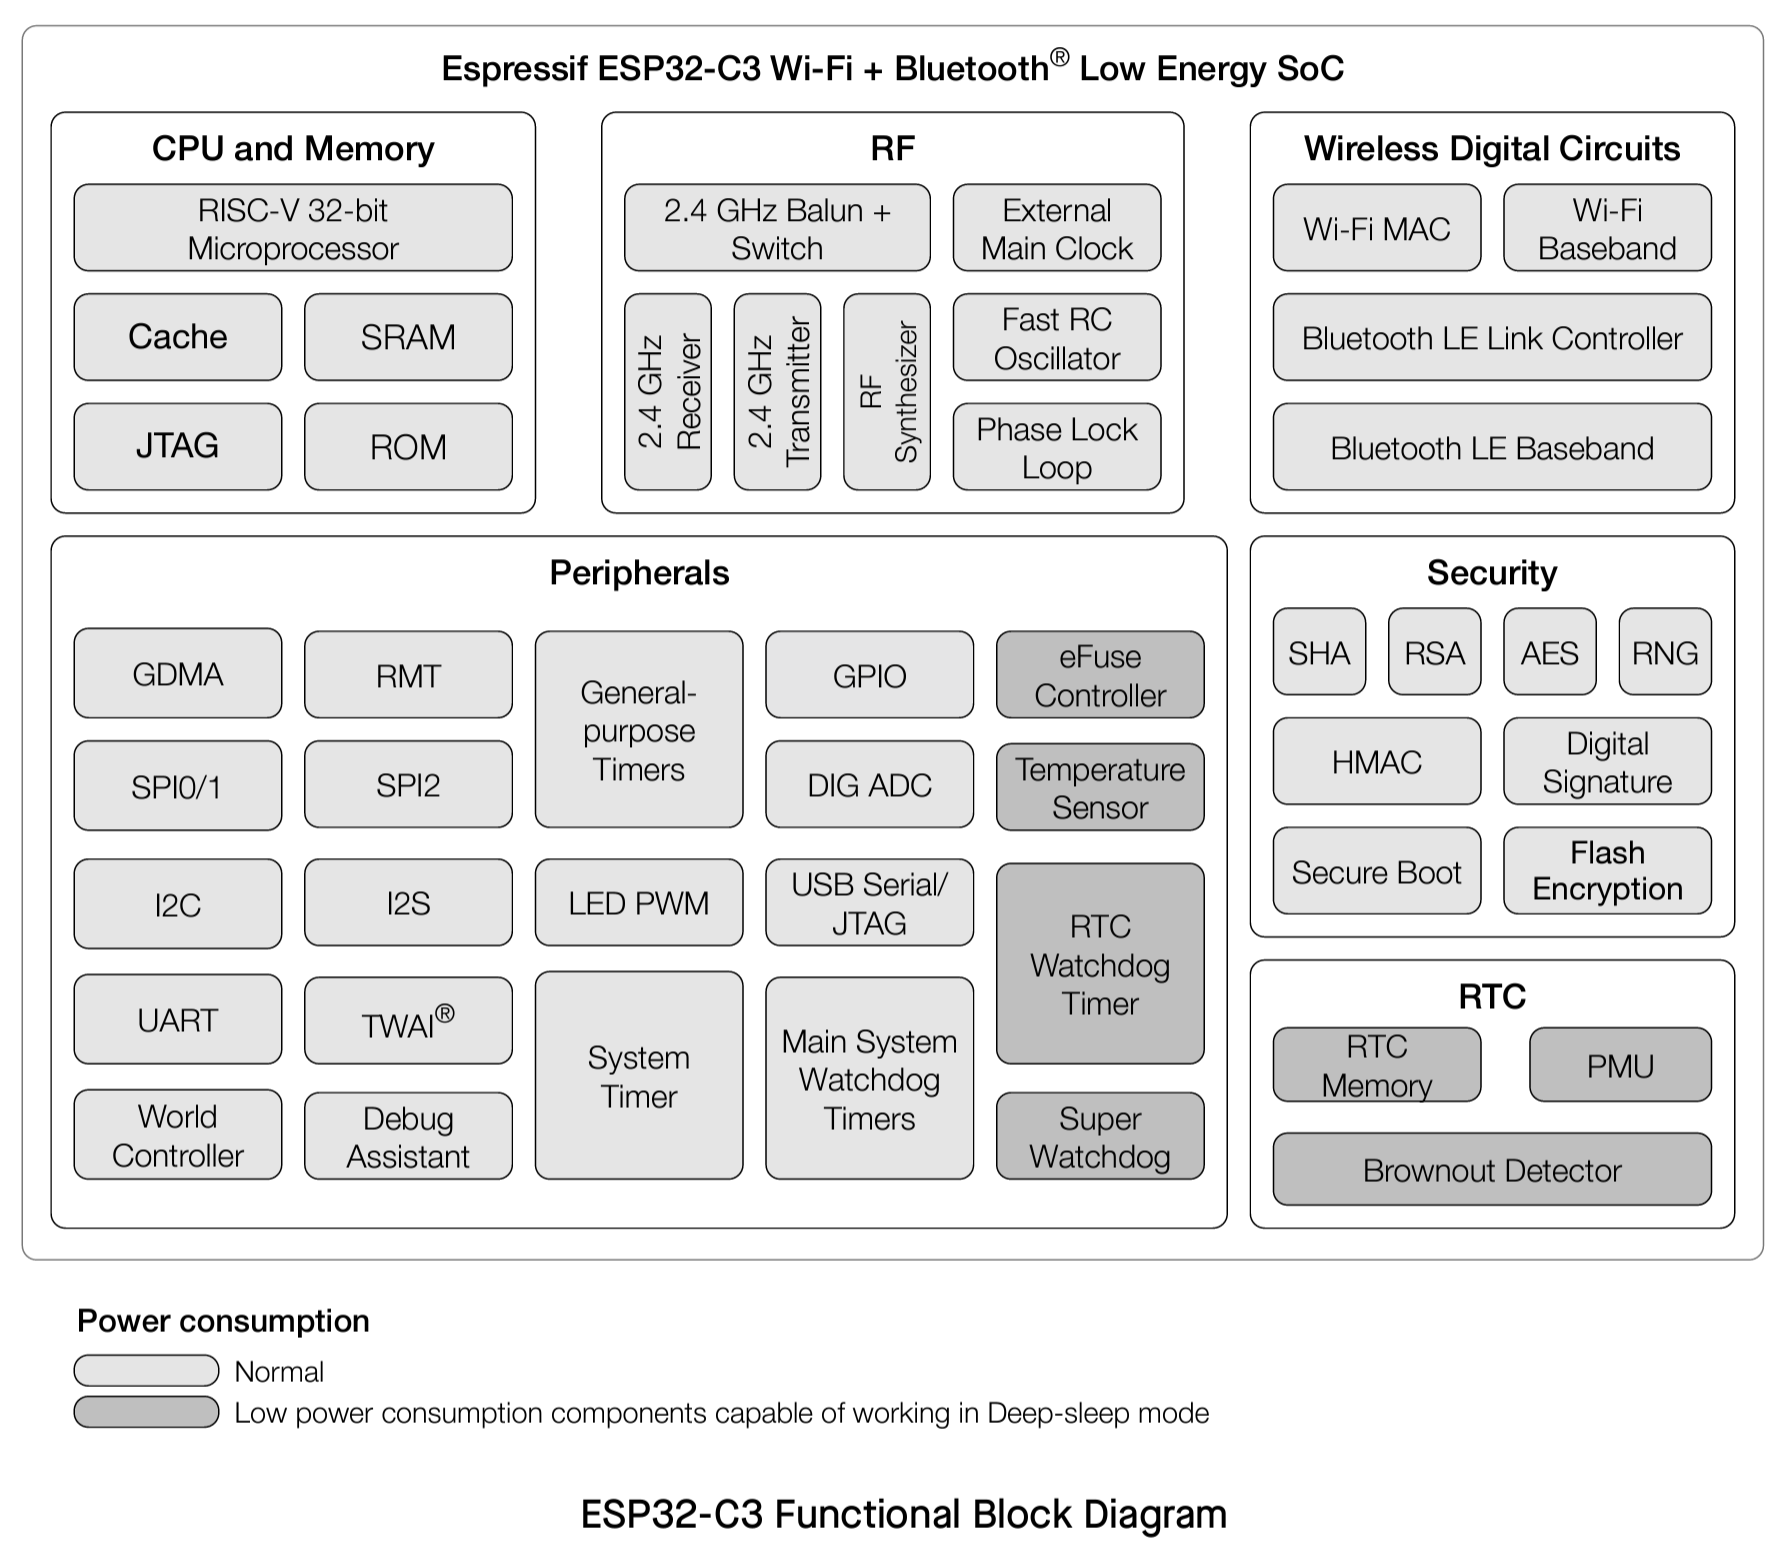 Espressif ESP32-C3 Wi-Fi + Bluetooth® Low Energy SoC
CPU and Memory
RISC-V 32-bit
Microprocessor
Cache
SRAM
JTAG
ROM
RF
2.4 GHz Balun +
Switch
External
Main Clock
2.4 GHz
Receiver
2.4 GHz
Transmitter
RF
Synthesizer
Fast RC
Oscillator
Phase Lock
Loop
Wireless Digital Circuits
Wi-Fi MAC
Wi-Fi
Baseband
Bluetooth LE Link Controller
Bluetooth LE Baseband
Peripherals
GDMA
RMT
General-
purpose
Timers
GPIO
eFuse
Controller
SPI0/1
SPI2
DIG ADC
Temperature
Sensor
I2C
I2S
LED PWM
USB Serial/
JTAG
RTC
Watchdog
Timer
UART
TWAI®
System
Timer
Main System
Watchdog
Timers
World
Controller
Debug
Assistant
Super
Watchdog
Security
SHA
RSA
AES
RNG
HMAC
Digital
Signature
Secure Boot
Flash
Encryption
RTC
RTC
Memory
PMU
Brownout Detector
Power consumption
Normal
Low power consumption components capable of working in Deep-sleep mode
ESP32-C3 Functional Block Diagram